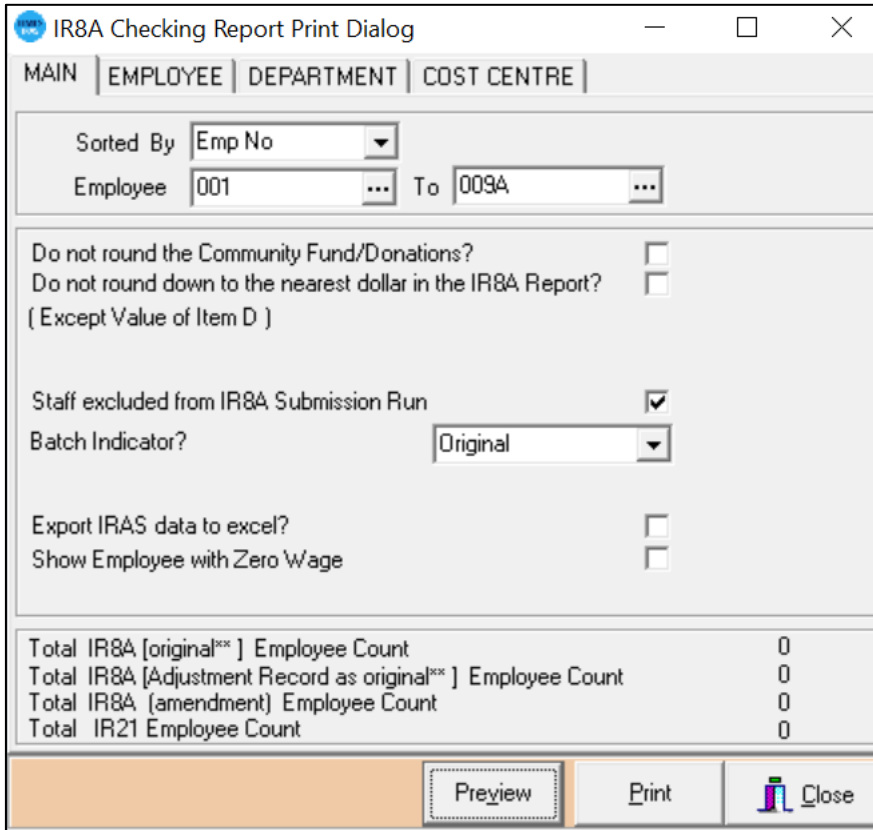 IR8A Checking Report Print Dialog
MAIN EMPLOYEE DEPARTMENT COST CENTRE
Sorted By Emp No
Employee 001 ... To 009A ...
Do not round the Community Fund/Donations?
Do not round down to the nearest dollar in the IR8A Report?
( Except Value of Item D )
Staff excluded from IR8A Submission Run
Batch Indicator? Original
Export IRAS data to excel?
Show Employee with Zero Wage
Total IR8A [original** ] Employee Count 0
Total IR8A [Adjustment Record as original** ] Employee Count 0
Total IR8A (amendment) Employee Count 0
Total IR21 Employee Count 0
Preview Print Close